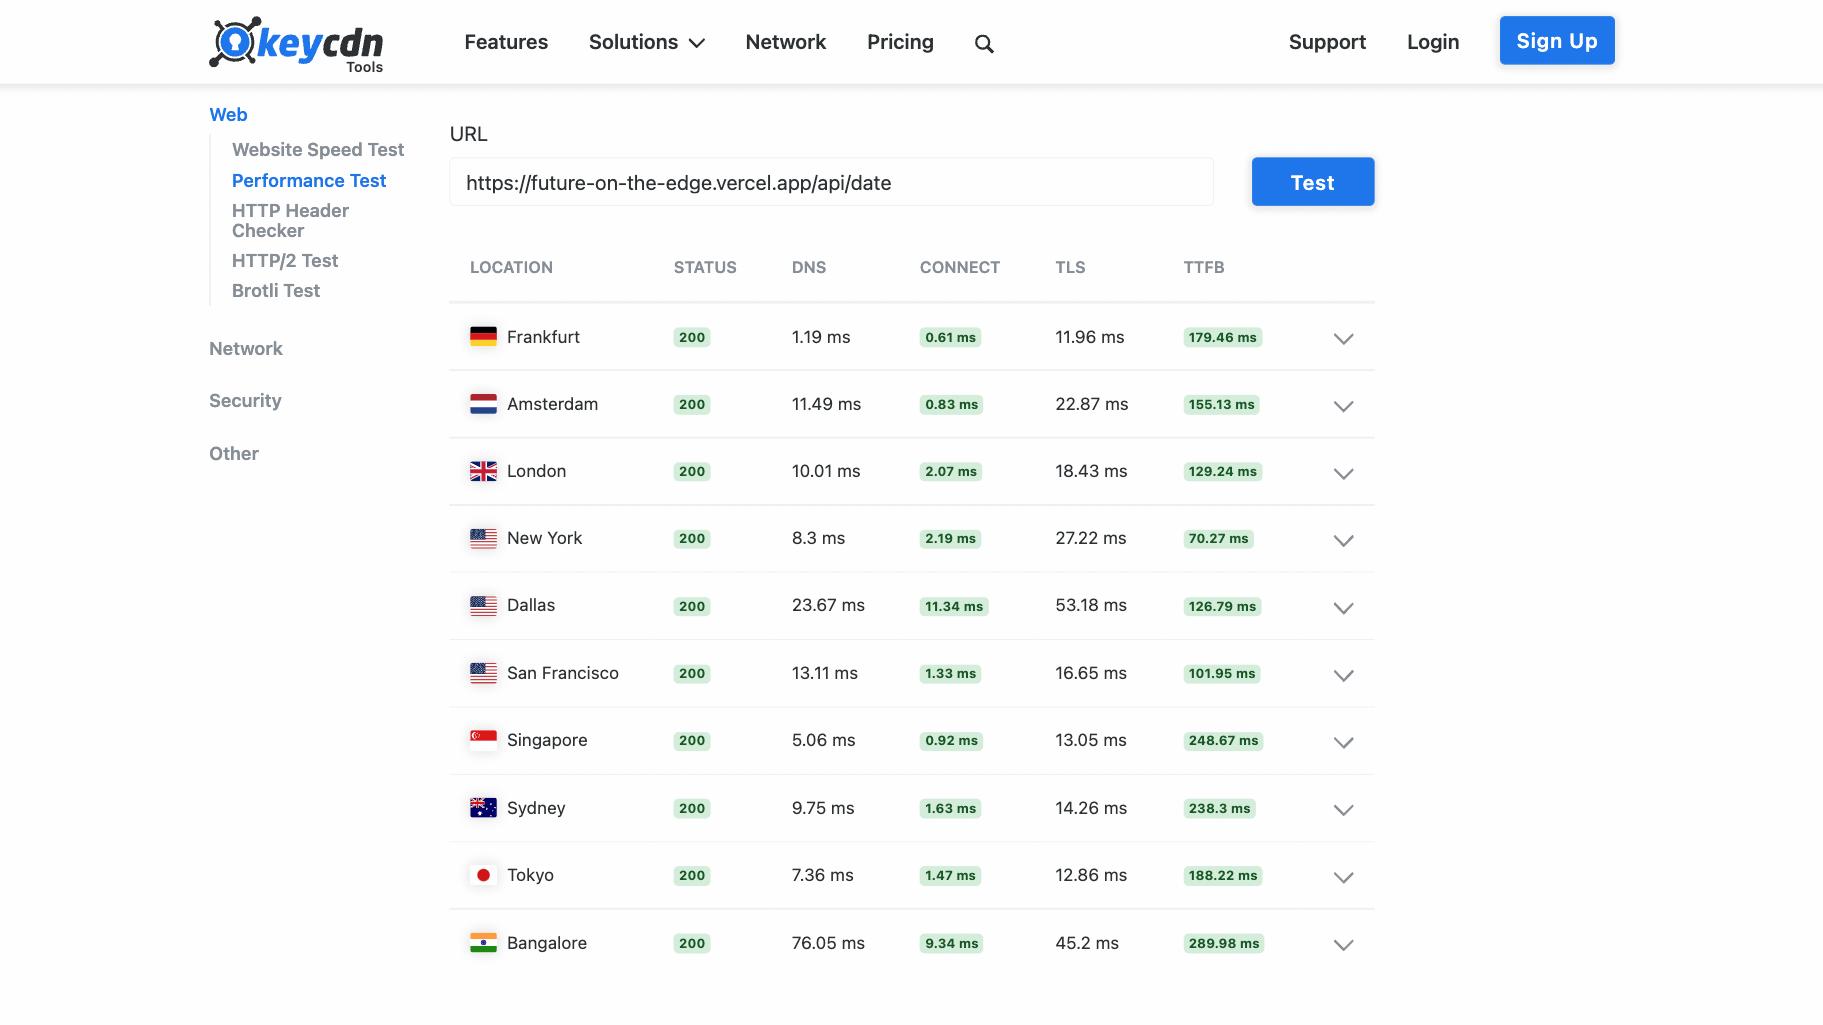 keycdn
Tools
Features
Solutions
Network
Pricing
Support
Login
Sign Up
Web
Website Speed Test
Performance Test
HTTP Header
Checker
HTTP/2 Test
Brotli Test
Network
Security
Other
URL
https://future-on-the-edge.vercel.app/api/date
Test
LOCATION STATUS DNS CONNECT TLS TTFB
Frankfurt 200 1.19 ms 0.61 ms 11.96 ms 179.46 ms
Amsterdam 200 11.49 ms 0.83 ms 22.87 ms 155.13 ms
London 200 10.01 ms 2.07 ms 18.43 ms 129.24 ms
New York 200 8.3 ms 2.19 ms 27.22 ms 70.27 ms
Dallas 200 23.67 ms 11.34 ms 53.18 ms 126.79 ms
San Francisco 200 13.11 ms 1.33 ms 16.65 ms 101.95 ms
Singapore 200 5.06 ms 0.92 ms 13.05 ms 248.67 ms
Sydney 200 9.75 ms 1.63 ms 14.26 ms 238.3 ms
Tokyo 200 7.36 ms 1.47 ms 12.86 ms 188.22 ms
Bangalore 200 76.05 ms 9.34 ms 45.2 ms 289.98 ms